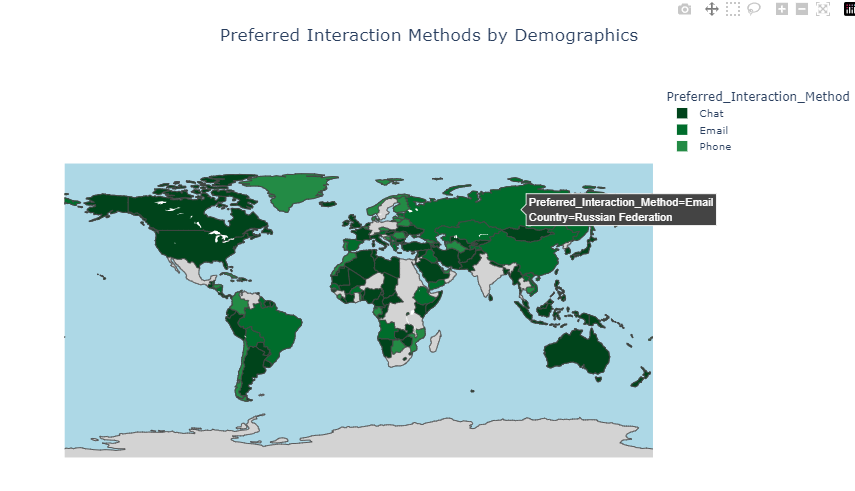 Preferred Interaction Methods by Demographics
Preferred_Interaction_Method
Chat
Email
Phone
Preferred_Interaction_Method=Email
Country=Russian Federation